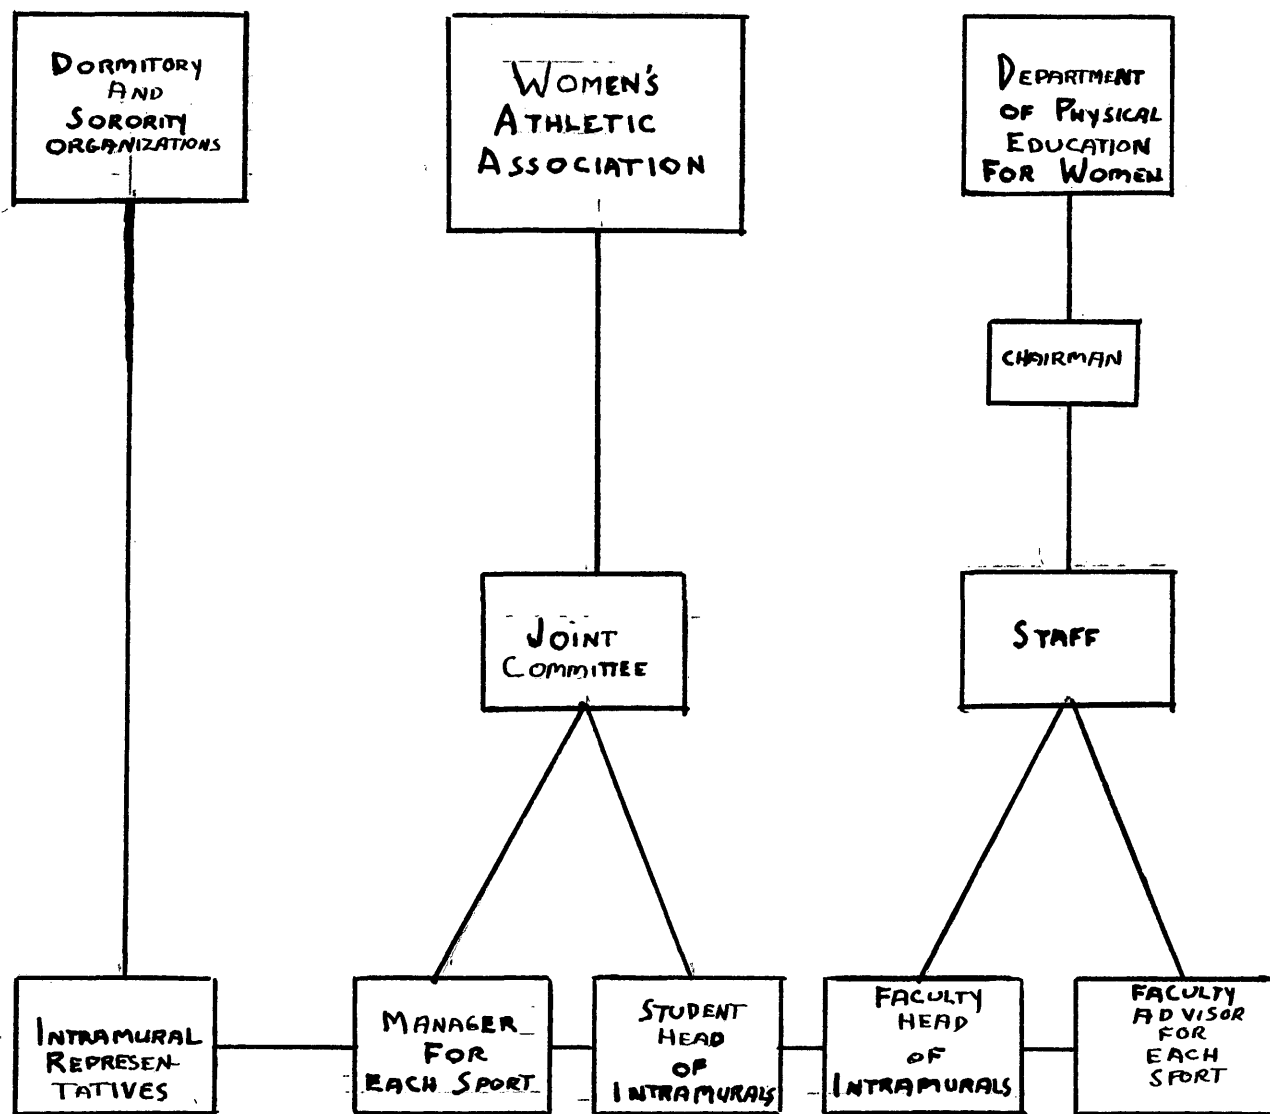 DORMITORY
AND
SORORITY
ORGANIZATIONS
WOMEN'S
ATHLETIC
ASSOCIATION
DEPARTMENT
OF PHYSICAL
EDUCATION
FOR WOMEN
CHAIRMAN
JOINT
COMMITTEE
STAFF
INTRAMURAL
REPRESEN-
TATIVES
MANAGER
FOR
EACH SPORT
STUDENT
HEAD
OF
INTRAMURALS
FACULTY
HEAD
OF
INTRAMURALS
FACULTY
ADVISOR
FOR
EACH
SPORT